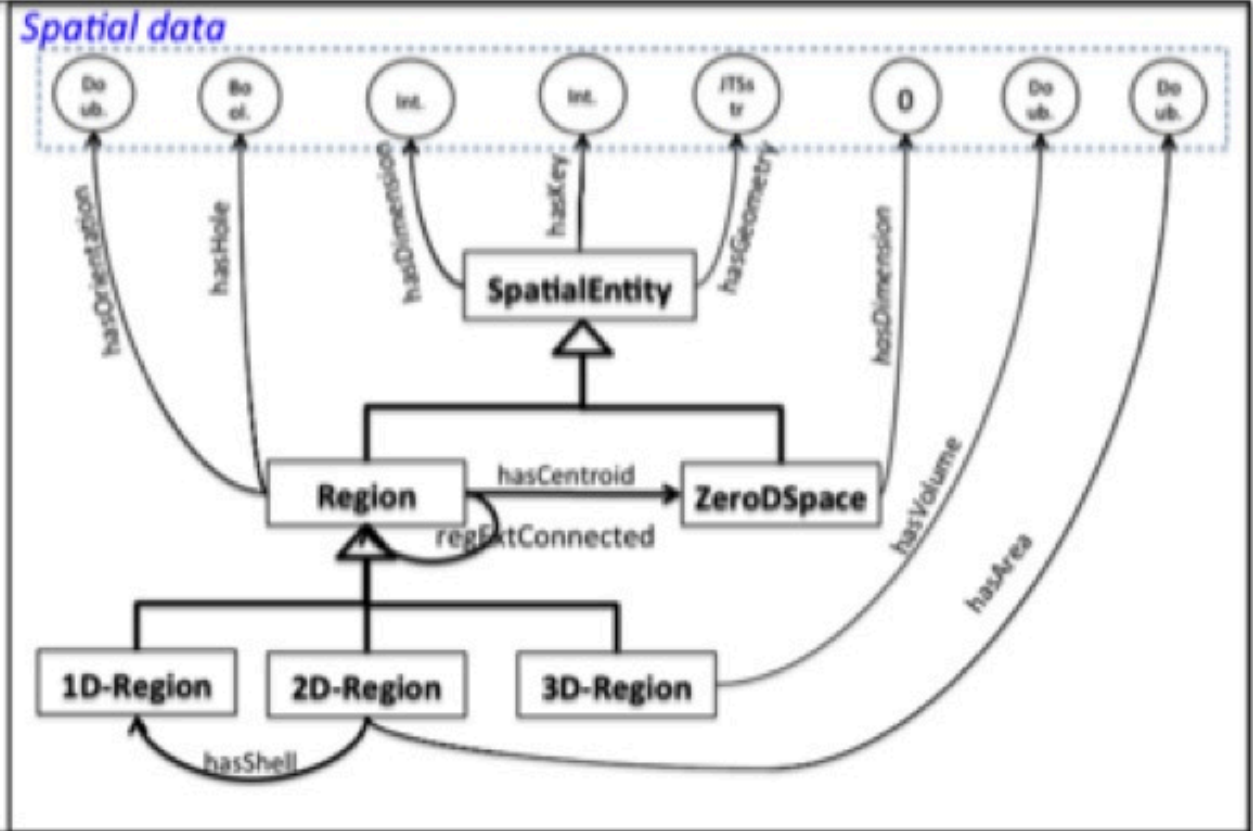 Spatial data
Do
ub.
Bo
ol.
Int.
Int.
JTSs
tr
0
Do
ub.
Do
ub.
hasOrientation
hasHole
hasDimension
hasKey
hasGeometry
hasDimension
hasVolume
hasArea
SpatialEntity
Region
hasCentroid
ZeroDSpace
regExtConnected
1D-Region
2D-Region
3D-Region
hasShell